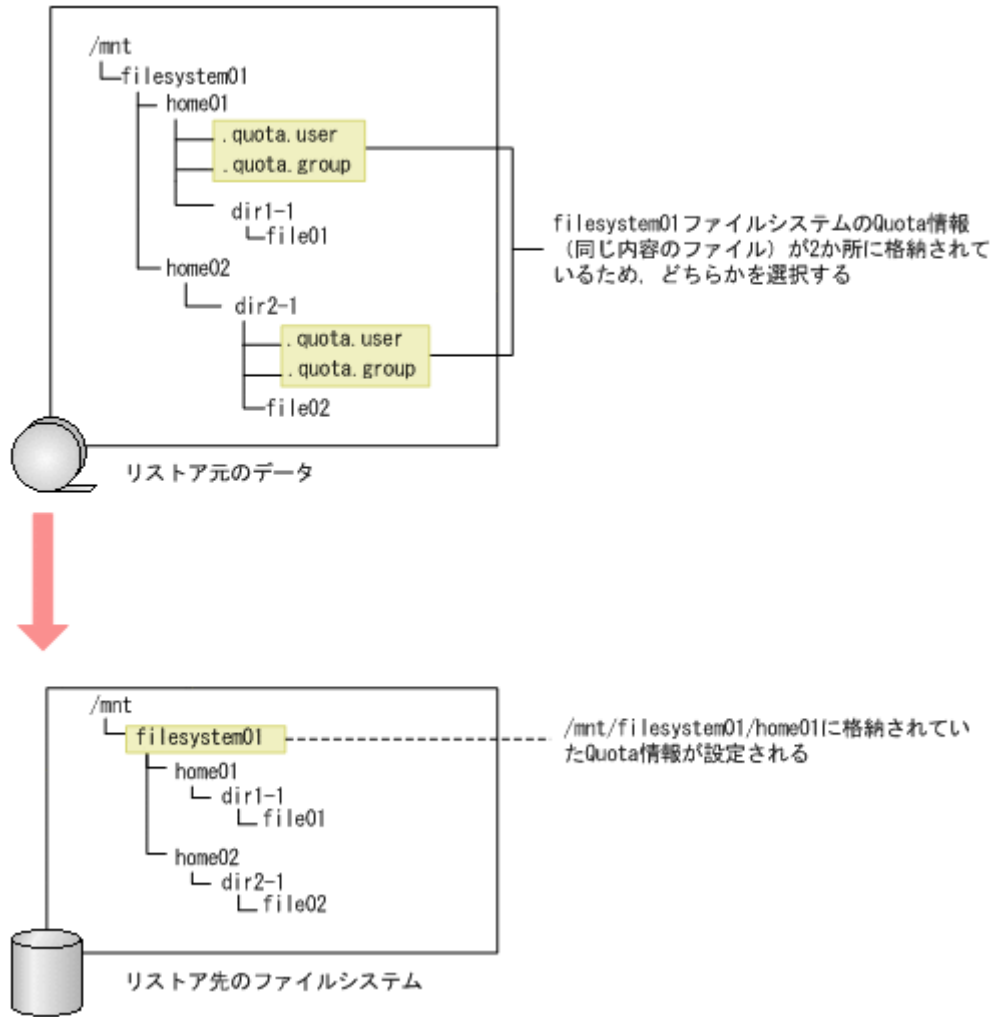 /mnt
filesystem01
home01
.quota.user
.quota.group
dir1-1
file01
home02
dir2-1
.quota.user
.quota.group
file02
filesystem01ファイルシステムのQuota情報
（同じ内容のファイル）が2か所に格納されて
いるため，どちらかを選択する
リストア元のデータ
/mnt
filesystem01
home01
dir1-1
file01
home02
dir2-1
file02
/mnt/filesystem01/home01に格納されてい
たQuota情報が設定される
リストア先のファイルシステム